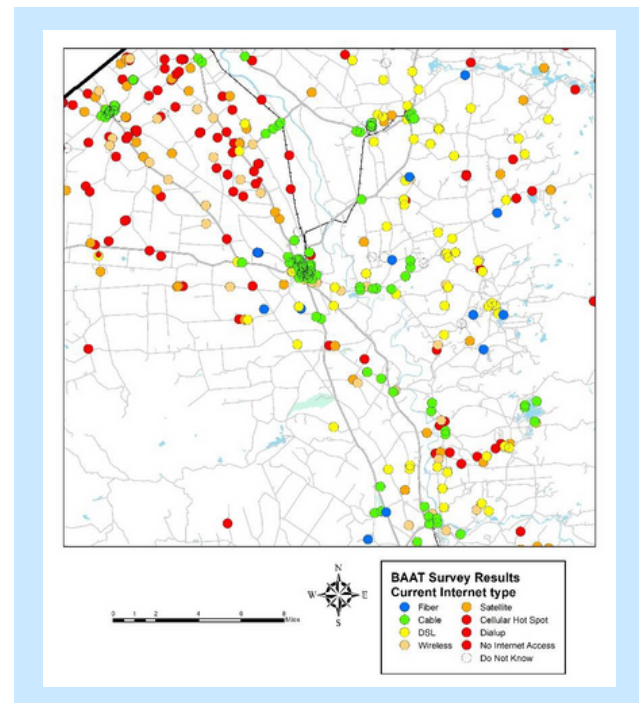 N
W E
S
0 1 2 4 6 8
Miles
BAAT Survey Results
Current Internet type
Fiber Satellite
Cable Cellular Hot Spot
DSL Dialup
Wireless No Internet Access
Do Not Know